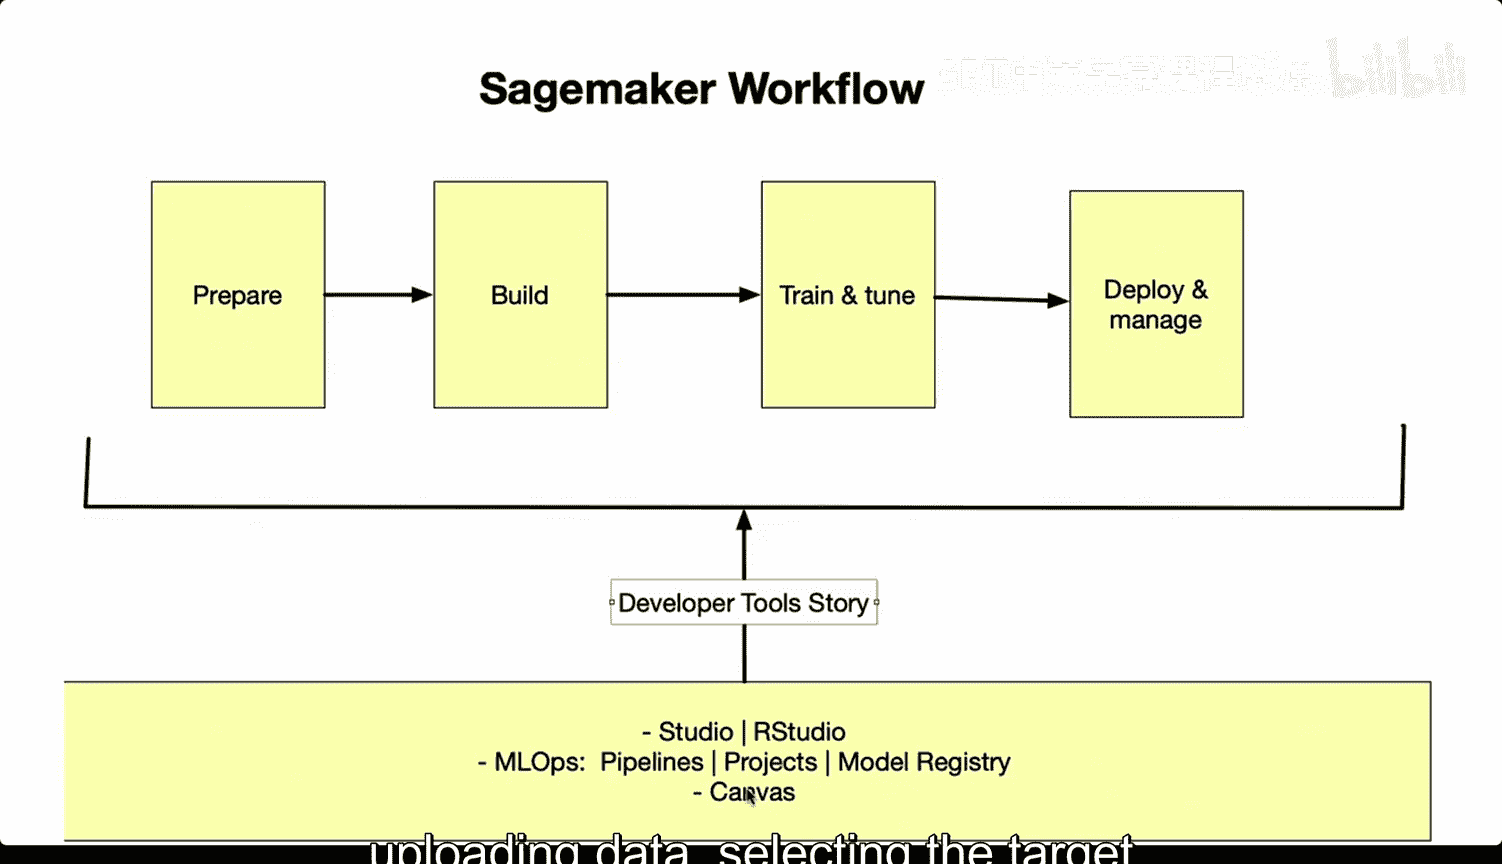 Sagemaker Workflow
bilibili
Prepare
Build
Train & tune
Deploy &
manage
Developer Tools Story
- Studio | RStudio
- MLOps:  Pipelines | Projects | Model Registry
- Canvas
uploading data, selecting the target